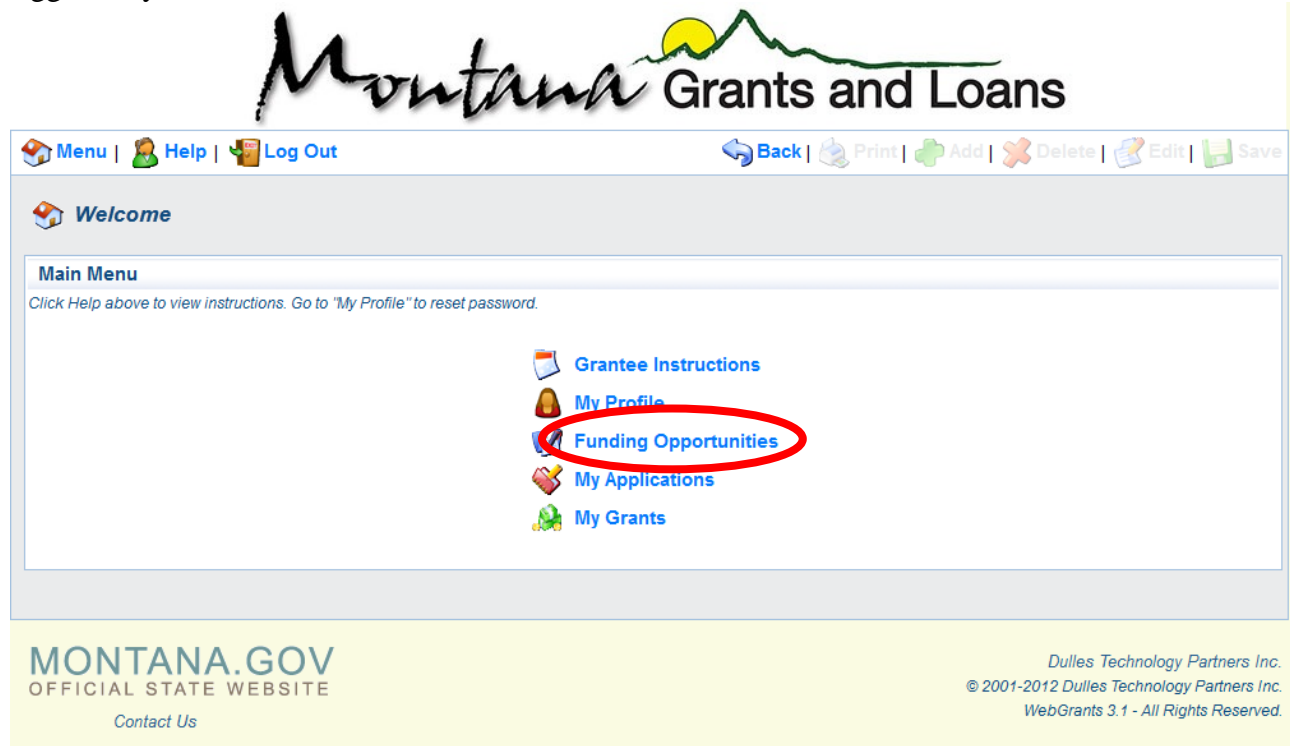 Montana Grants and Loans
Menu | Help | Log Out
Back | Print | Add | Delete | Edit | Save
Welcome
Main Menu
Click Help above to view instructions. Go to "My Profile" to reset password.
Grantee Instructions
My Profile
Funding Opportunities
My Applications
My Grants
MONTANA.GOV
OFFICIAL STATE WEBSITE
Contact Us
Dulles Technology Partners Inc.
© 2001-2012 Dulles Technology Partners Inc.
WebGrants 3.1 - All Rights Reserved.